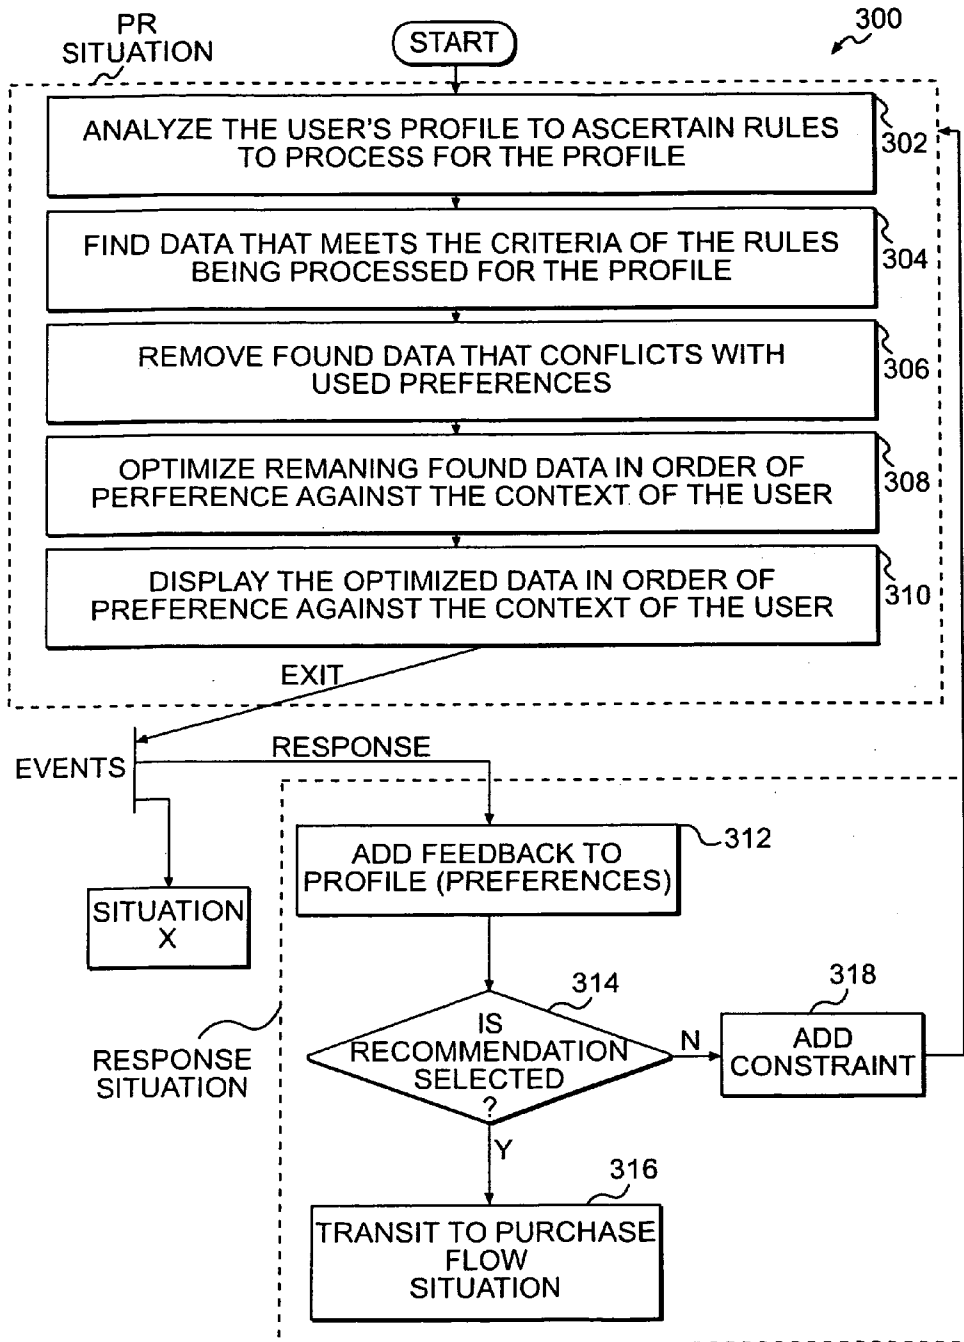 PR
SITUATION
START
300
ANALYZE THE USER'S PROFILE TO ASCERTAIN RULES
TO PROCESS FOR THE PROFILE
302
FIND DATA THAT MEETS THE CRITERIA OF THE RULES
BEING PROCESSED FOR THE PROFILE
304
REMOVE FOUND DATA THAT CONFLICTS WITH
USED PREFERENCES
306
OPTIMIZE REMANING FOUND DATA IN ORDER OF
PERFERENCE AGAINST THE CONTEXT OF THE USER
308
DISPLAY THE OPTIMIZED DATA IN ORDER OF
PREFERENCE AGAINST THE CONTEXT OF THE USER
310
EXIT
RESPONSE
EVENTS
ADD FEEDBACK TO
PROFILE (PREFERENCES)
312
SITUATION
X
314
IS
RECOMMENDATION
SELECTED
?
N
318
ADD
CONSTRAINT
RESPONSE
SITUATION
Y
316
TRANSIT TO PURCHASE
FLOW
SITUATION